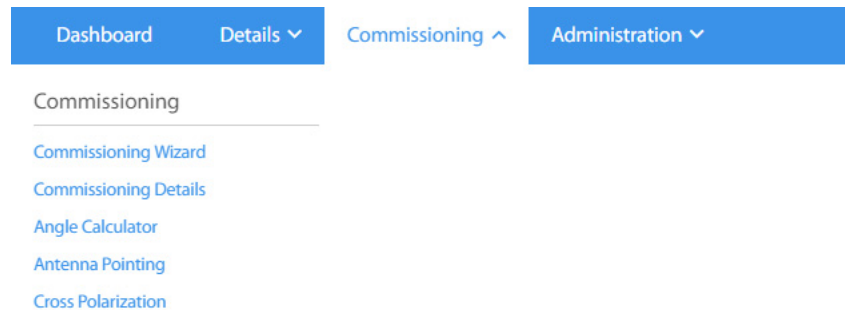 Dashboard Details Commissioning Administration
Commissioning
Commissioning Wizard
Commissioning Details
Angle Calculator
Antenna Pointing
Cross Polarization